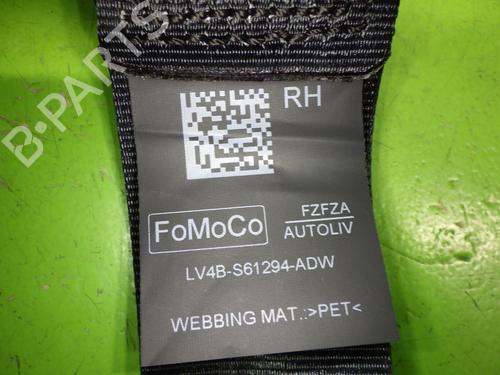 RH
FoMoCo
FZFZA
AUTOLIV
LV4B-S61294-ADW
WEBBING MAT.:>PET<
B-PARTS